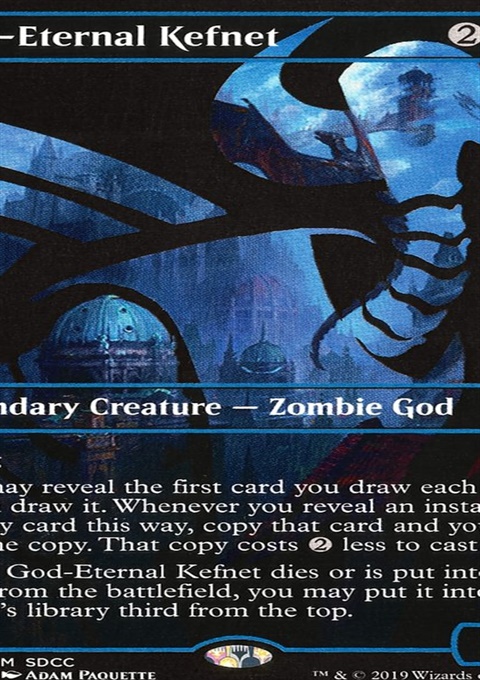 -Eternal Kefnet 2
ndary Creature — Zombie God
may reveal the first card you draw each
draw it. Whenever you reveal an insta
y card this way, copy that card and yo
he copy. That copy costs 2 less to cast
God-Eternal Kefnet dies or is put int
from the battlefield, you may put it int
's library third from the top.
M SDCC
Adam Paquette ™ & © 2019 Wizards